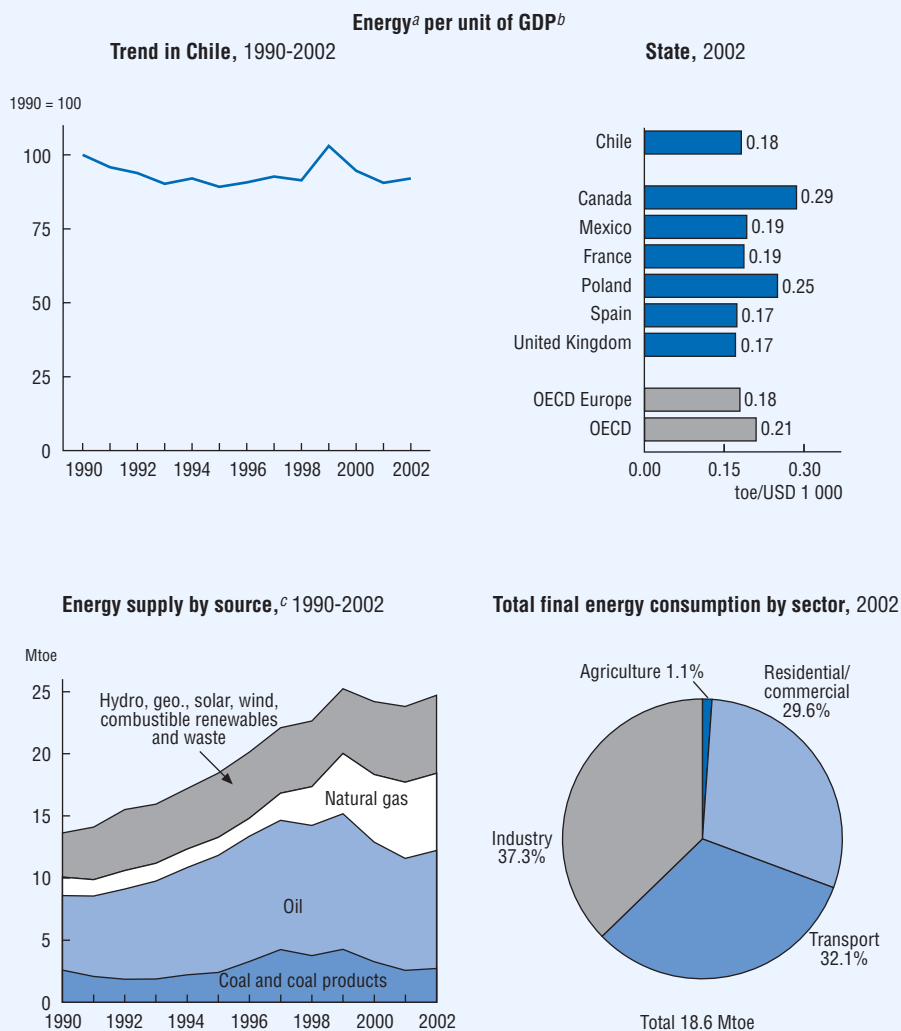 Energyᵃ per unit of GDPᵇ
Trend in Chile, 1990-2002
1990 = 100
100
75
50
25
0
1990 1992 1994 1996 1998 2000 2002
State, 2002
Chile 0.18
Canada 0.29
Mexico 0.19
France 0.19
Poland 0.25
Spain 0.17
United Kingdom 0.17
OECD Europe 0.18
OECD 0.21
0.00 0.15 0.30
toe/USD 1 000
Energy supply by source,ᶜ 1990-2002
Mtoe
25
20
15
10
5
0
Hydro, geo., solar, wind,
combustible renewables
and waste
Natural gas
Oil
Coal and coal products
1990 1992 1994 1996 1998 2000 2002
Total final energy consumption by sector, 2002
Agriculture 1.1%
Residential/
commercial
29.6%
Industry
37.3%
Transport
32.1%
Total 18.6 Mtoe